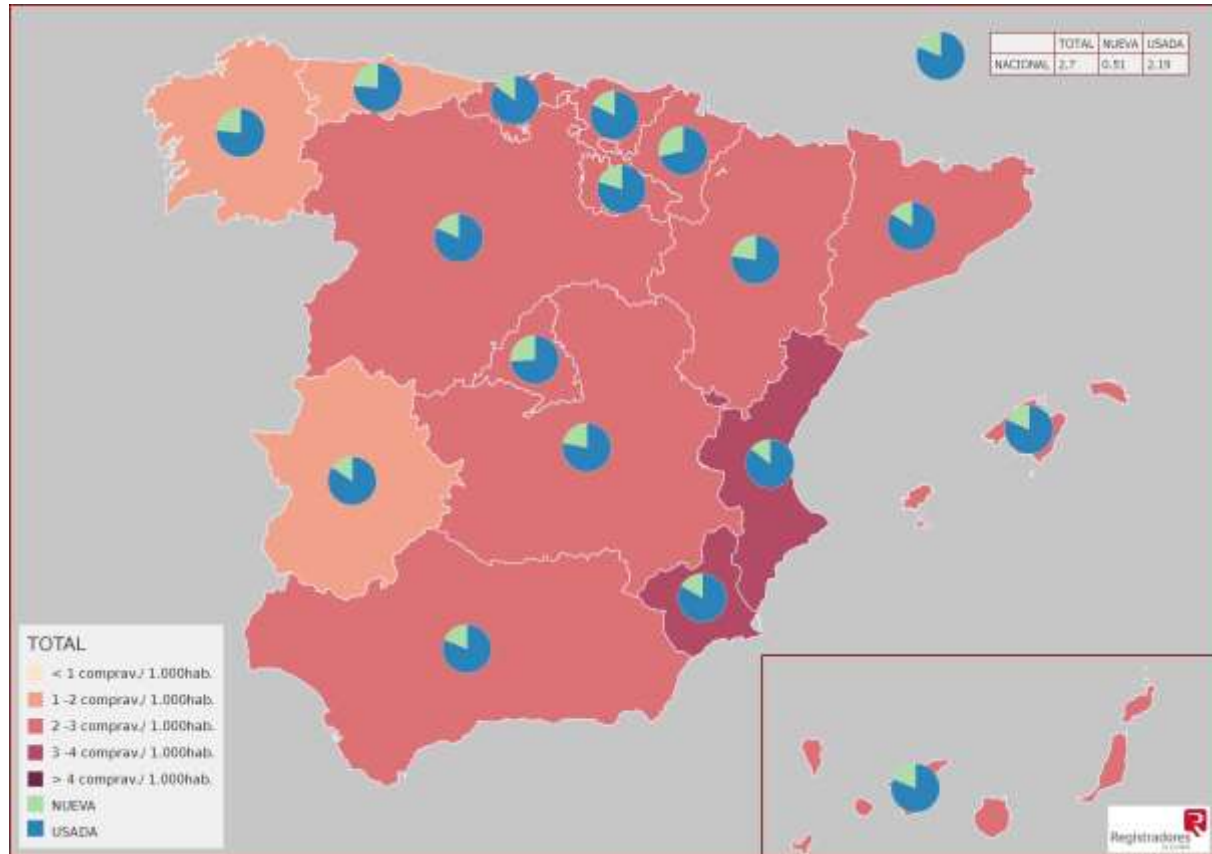 TOTAL NUEVA USADA
NACIONAL 2,7 0.51 2.19
TOTAL
< 1 comprav./ 1.000hab.
1 -2 comprav./ 1.000hab.
2 -3 comprav./ 1.000hab.
3 -4 comprav./ 1.000hab.
> 4 comprav./ 1.000hab.
NUEVA
USADA
Registradores